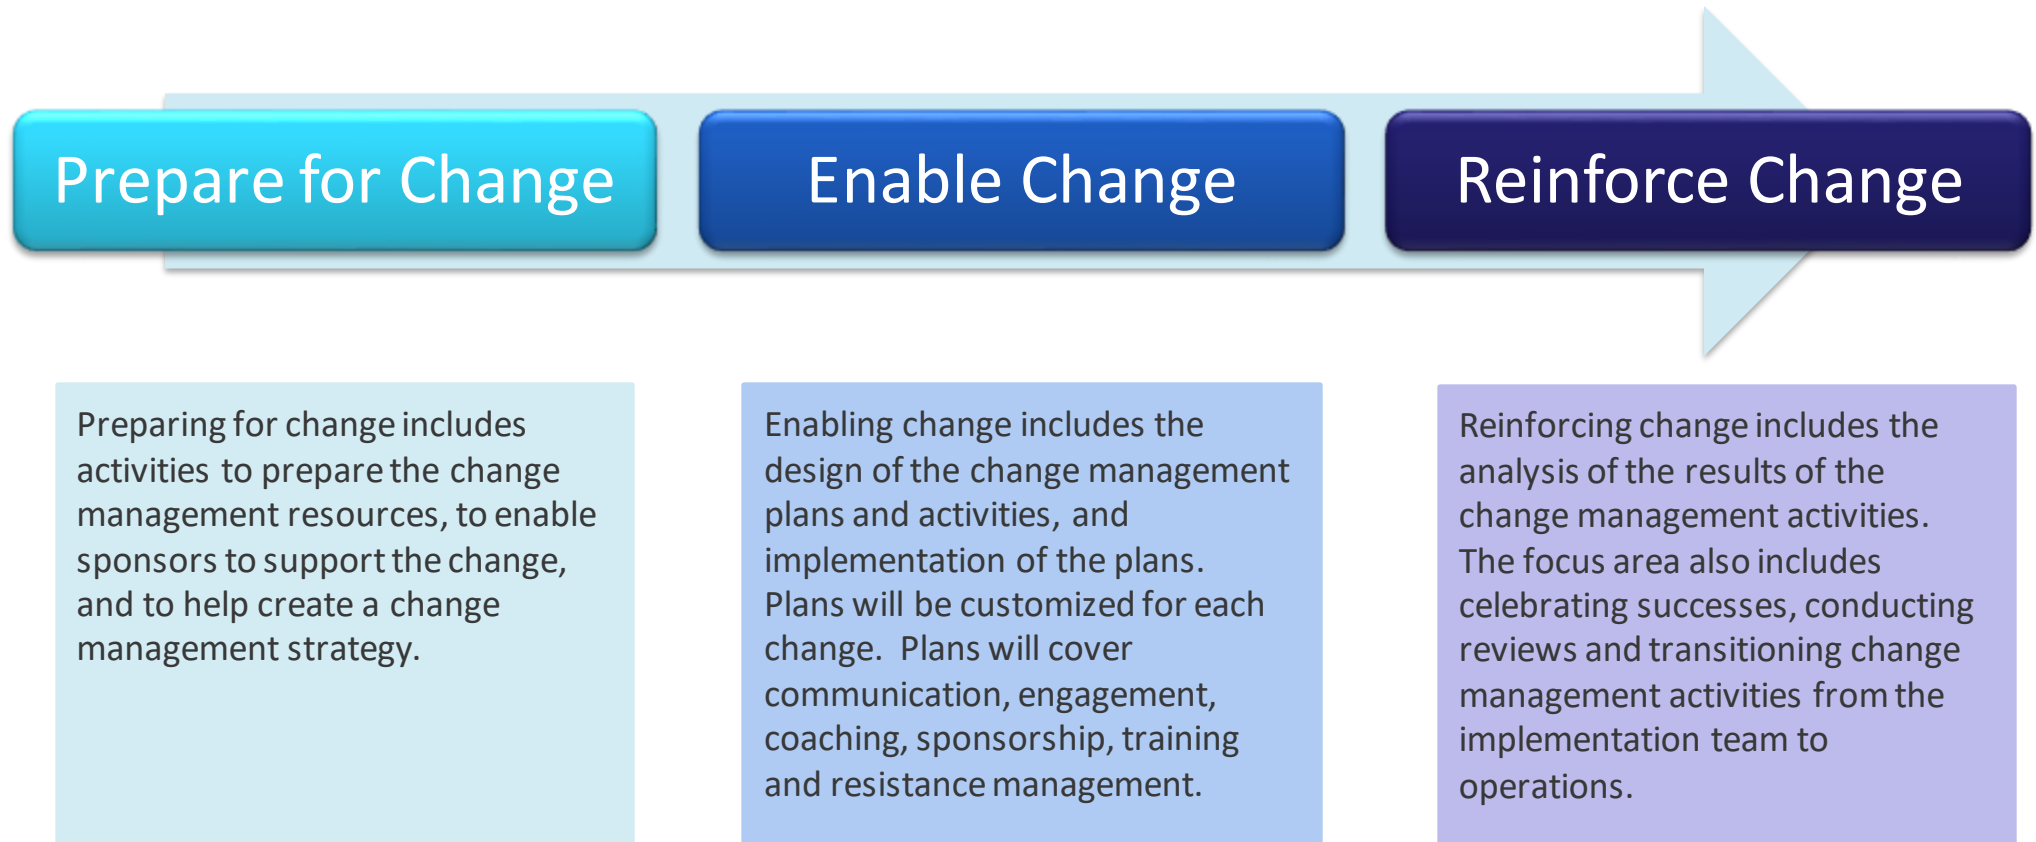 Prepare for Change
Enable Change
Reinforce Change
Preparing for change includes
activities to prepare the change
management resources, to enable
sponsors to support the change,
and to help create a change
management strategy.
Enabling change includes the
design of the change management
plans and activities, and
implementation of the plans.
Plans will be customized for each
change.  Plans will cover
communication, engagement,
coaching, sponsorship, training
and resistance management.
Reinforcing change includes the
analysis of the results of the
change management activities.
The focus area also includes
celebrating successes, conducting
reviews and transitioning change
management activities from the
implementation team to
operations.